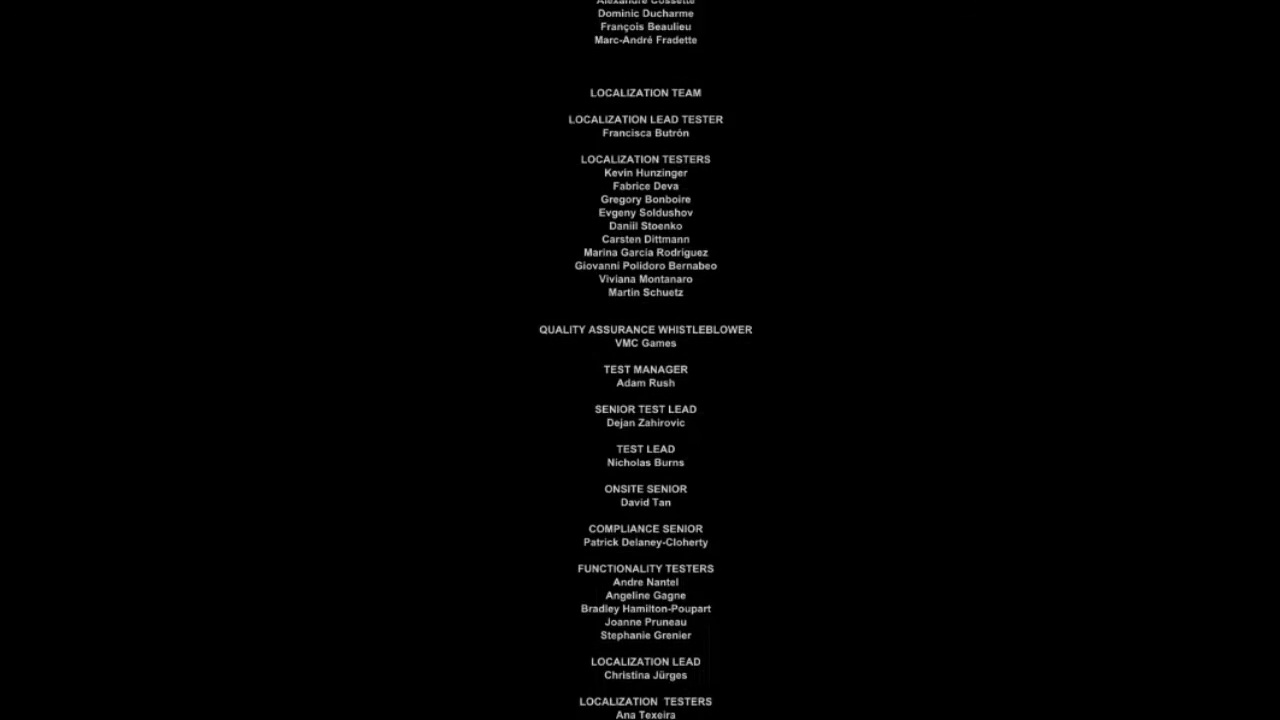 Alexandre Cossette
Dominic Ducharme
François Beaulieu
Marc-André Fradette
LOCALIZATION TEAM
LOCALIZATION LEAD TESTER
Francisca Butrón
LOCALIZATION TESTERS
Kevin Hunzinger
Fabrice Deva
Gregory Bonboire
Evgeny Soldushov
Daniil Stoenko
Carsten Dittmann
Marina Garcia Rodriguez
Giovanni Polidoro Bernabeo
Viviana Montanaro
Martin Schuetz
QUALITY ASSURANCE WHISTLEBLOWER
VMC Games
TEST MANAGER
Adam Rush
SENIOR TEST LEAD
Dejan Zahirovic
TEST LEAD
Nicholas Burns
ONSITE SENIOR
David Tan
COMPLIANCE SENIOR
Patrick Delaney-Cloherty
FUNCTIONALITY TESTERS
Andre Nantel
Angeline Gagne
Bradley Hamilton-Poupart
Joanne Pruneau
Stephanie Grenier
LOCALIZATION LEAD
Christina Jürges
LOCALIZATION TESTERS
Ana Texeira